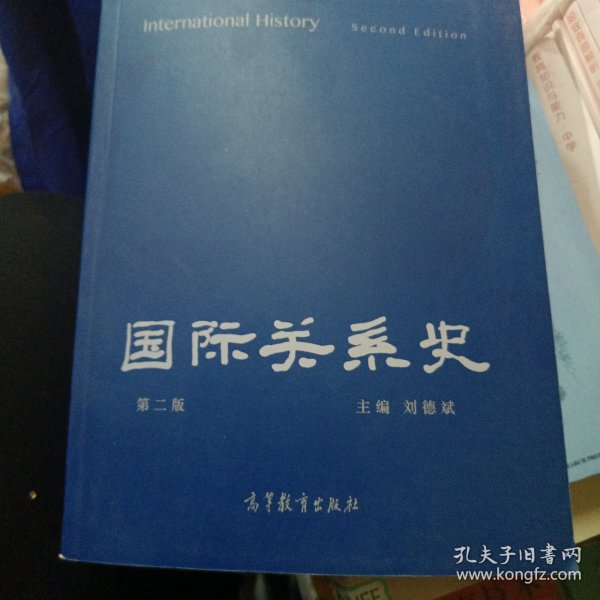 International History Second Edition
国际关系史
第二版 主编 刘德斌
高等教育出版社
孔夫子旧书网
www.kongfz.com